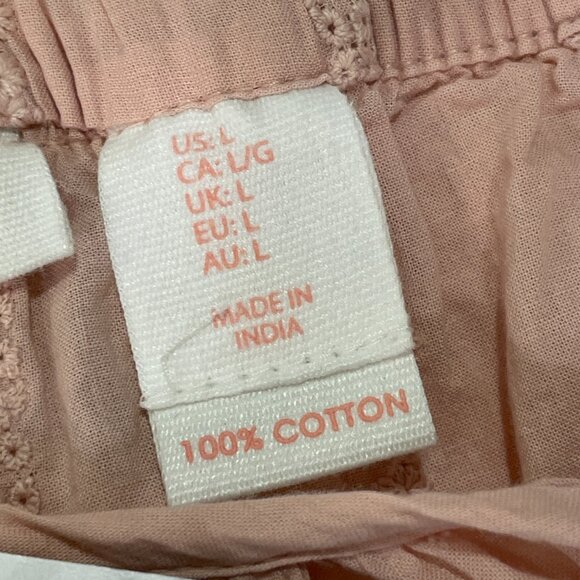 US: L
CA: L/G
UK: L
EU: L
AU: L
MADE IN
INDIA
100% COTTON